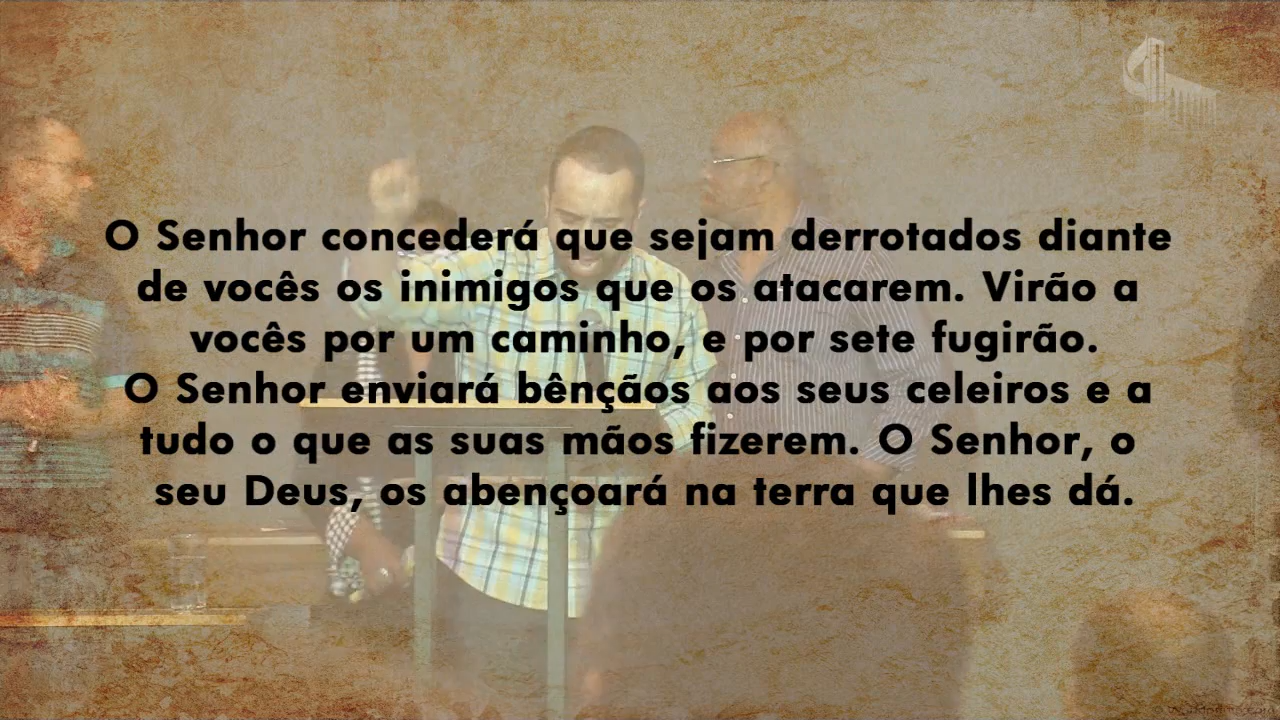 O Senhor concederá que sejam derrotados diante
de vocês os inimigos que os atacarem. Virão a
vocês por um caminho, e por sete fugirão.
O Senhor enviará bênçãos aos seus celeiros e a
tudo o que as suas mãos fizerem. O Senhor, o
seu Deus, os abençoará na terra que lhes dá.